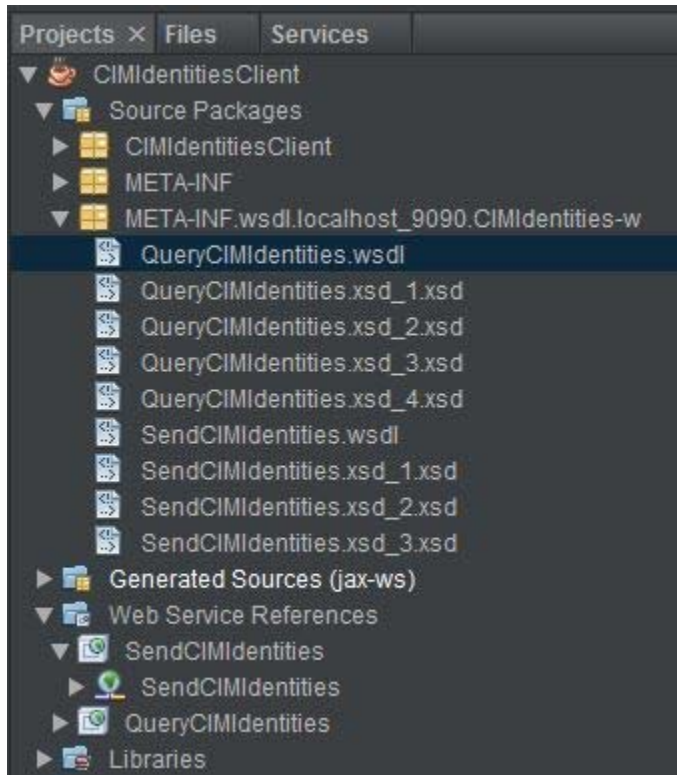 Projects × Files Services
CIMIdentitiesClient
Source Packages
CIMIdentitiesClient
META-INF
META-INF.wsdl.localhost_9090.CIMIdentities-w
QueryCIMIdentities.wsdl
QueryCIMIdentities.xsd_1.xsd
QueryCIMIdentities.xsd_2.xsd
QueryCIMIdentities.xsd_3.xsd
QueryCIMIdentities.xsd_4.xsd
SendCIMIdentities.wsdl
SendCIMIdentities.xsd_1.xsd
SendCIMIdentities.xsd_2.xsd
SendCIMIdentities.xsd_3.xsd
Generated Sources (jax-ws)
Web Service References
SendCIMIdentities
SendCIMIdentities
QueryCIMIdentities
Libraries